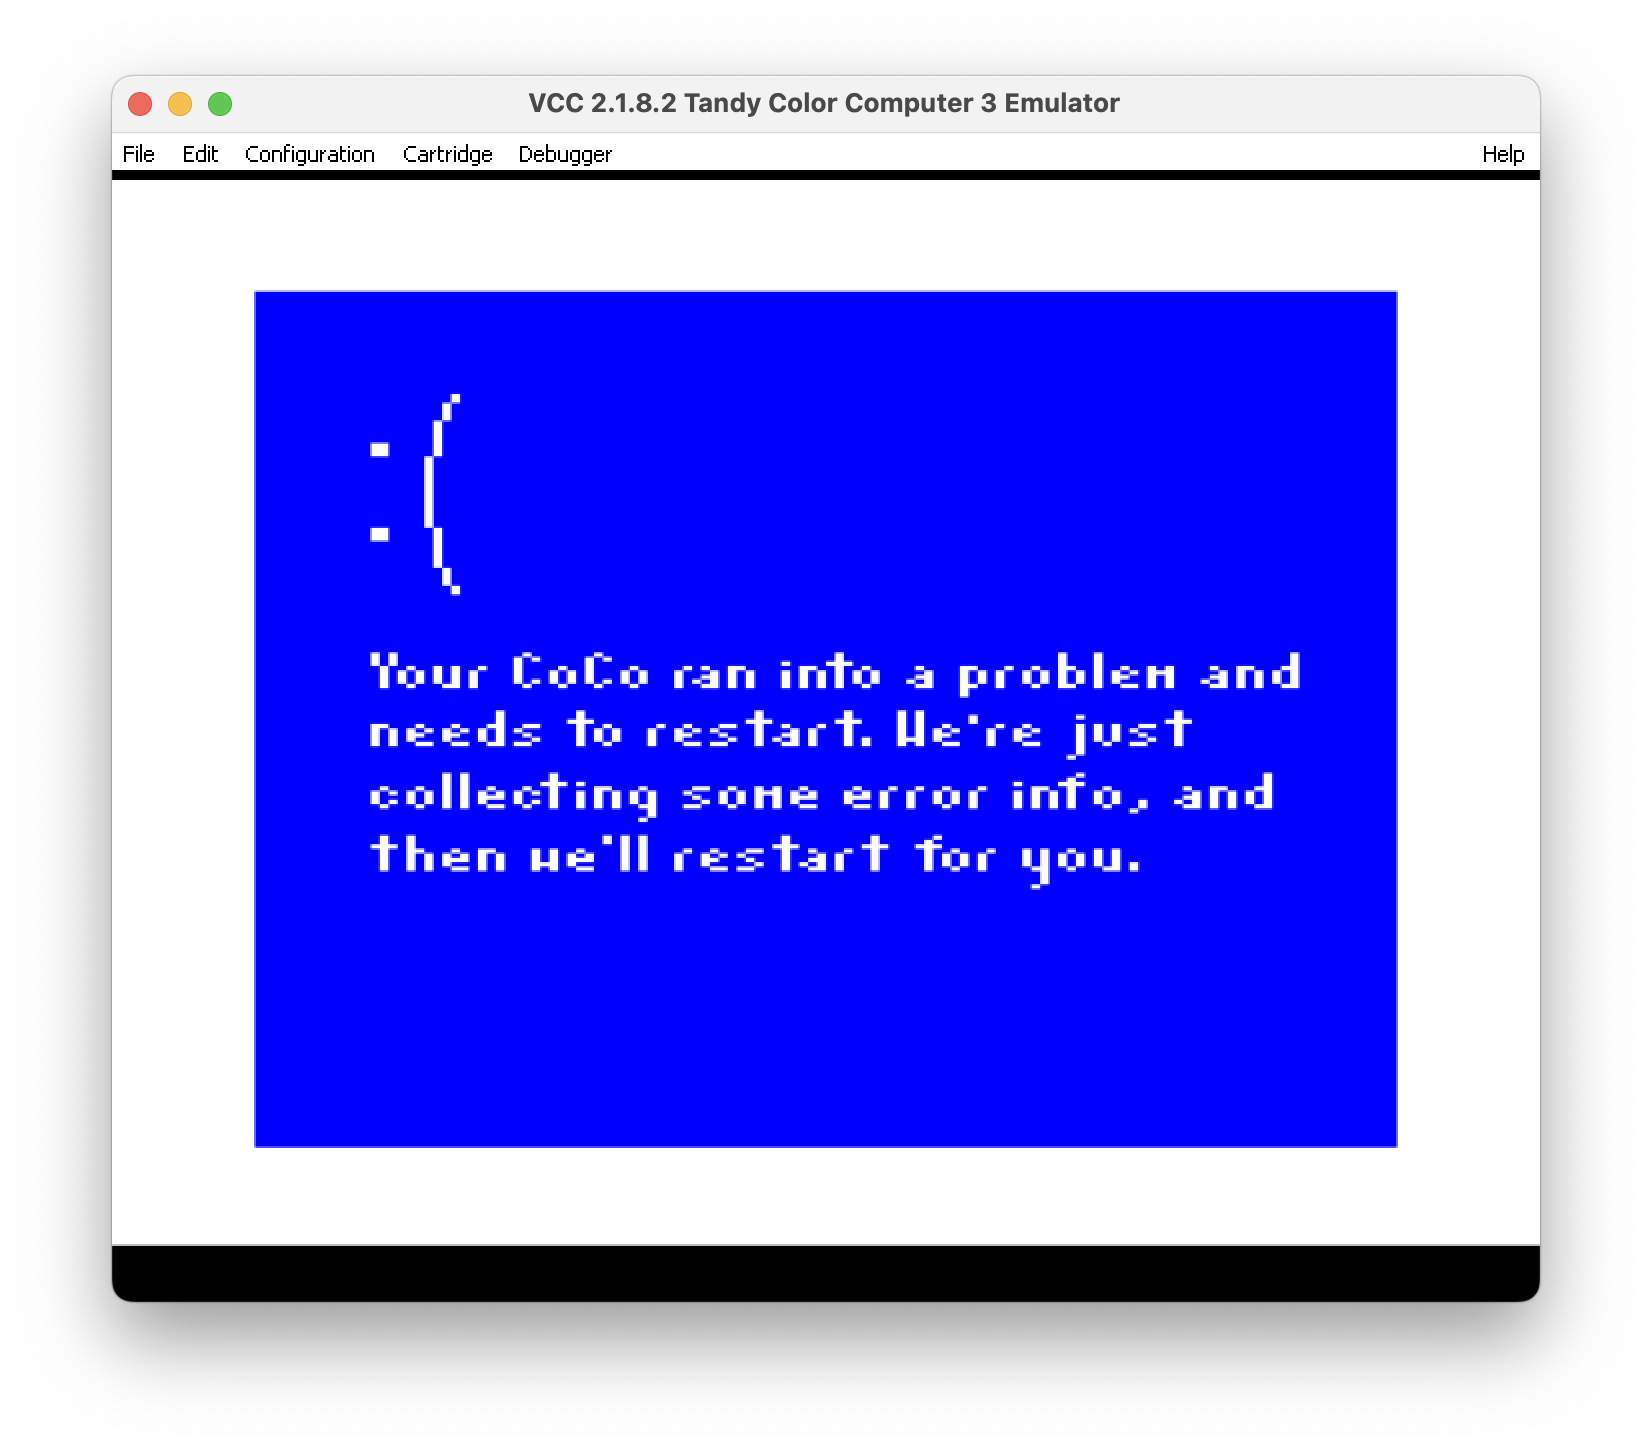 VCC 2.1.8.2 Tandy Color Computer 3 Emulator
File Edit Configuration Cartridge Debugger Help
:(
Your CoCo ran into a problem and
needs to restart. We're just
collecting some error info, and
then we'll restart for you.